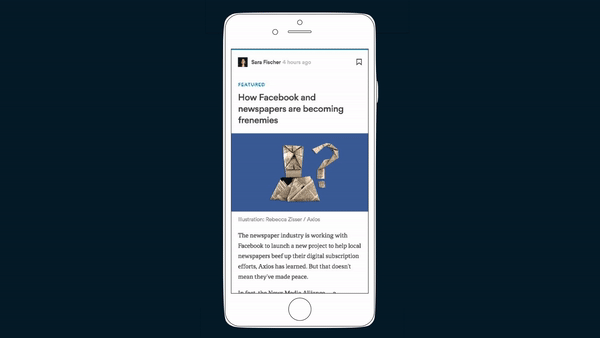 Sara Fischer 4 hours ago
FEATURED
How Facebook and
newspapers are becoming
frenemies
?
Illustration: Rebecca Zisser / Axios
The newspaper industry is working with
Facebook to launch a new project to help local
newspapers beef up their digital subscription
efforts, Axios has learned. But that doesn't
mean they've made peace.
In fact, the News Media Alliance